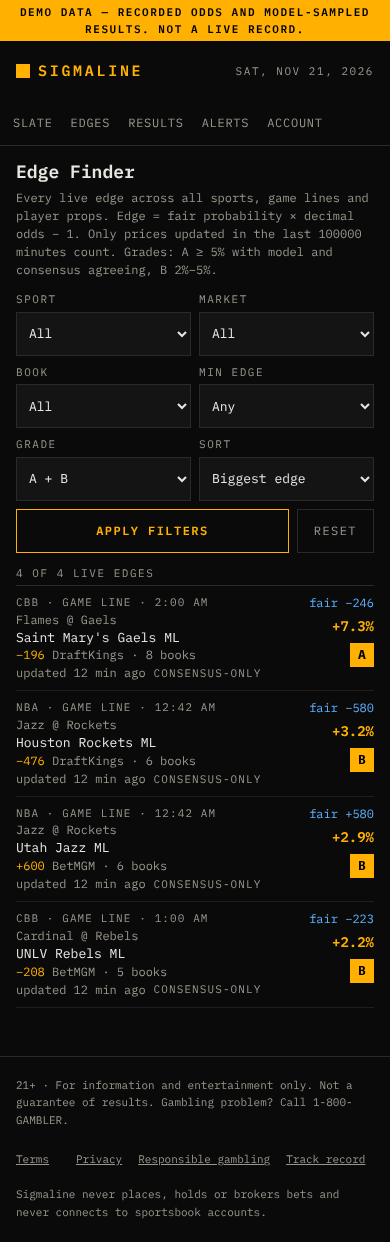 DEMO DATA — RECORDED ODDS AND MODEL-SAMPLED
RESULTS. NOT A LIVE RECORD.
SIGMALINE
SAT, NOV 21, 2026
SLATE EDGES RESULTS ALERTS ACCOUNT
Edge Finder
Every live edge across all sports, game lines and
player props. Edge = fair probability × decimal
odds − 1. Only prices updated in the last 100000
minutes count. Grades: A ≥ 5% with model and
consensus agreeing, B 2%–5%.
SPORT MARKET
All All
BOOK MIN EDGE
All Any
GRADE SORT
A + B Biggest edge
APPLY FILTERS RESET
4 OF 4 LIVE EDGES
CBB · GAME LINE · 2:00 AM fair −246
Flames @ Gaels +7.3%
Saint Mary's Gaels ML
−196 DraftKings · 8 books A
updated 12 min ago CONSENSUS-ONLY
NBA · GAME LINE · 12:42 AM fair −580
Jazz @ Rockets +3.2%
Houston Rockets ML
−476 DraftKings · 6 books B
updated 12 min ago CONSENSUS-ONLY
NBA · GAME LINE · 12:42 AM fair +580
Jazz @ Rockets +2.9%
Utah Jazz ML
+600 BetMGM · 6 books B
updated 12 min ago CONSENSUS-ONLY
CBB · GAME LINE · 1:00 AM fair −223
Cardinal @ Rebels +2.2%
UNLV Rebels ML
−208 BetMGM · 5 books B
updated 12 min ago CONSENSUS-ONLY
21+ · For information and entertainment only. Not a
guarantee of results. Gambling problem? Call 1-800-
GAMBLER.
Terms Privacy Responsible gambling Track record
Sigmaline never places, holds or brokers bets and
never connects to sportsbook accounts.